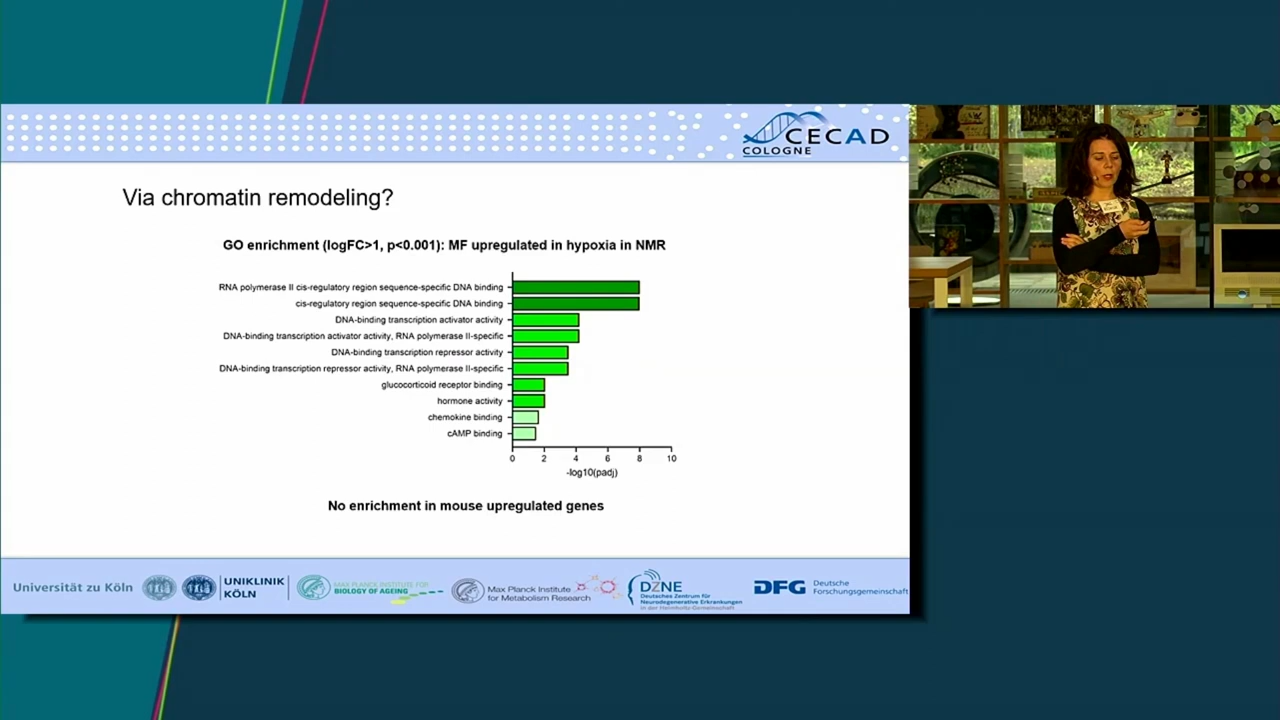 CECAD
COLOGNE
Via chromatin remodeling?
GO enrichment (logFC>1, p<0.001): MF upregulated in hypoxia in NMR
RNA polymerase II cis-regulatory region sequence-specific DNA binding
cis-regulatory region sequence-specific DNA binding
DNA-binding transcription activator activity
DNA-binding transcription activator activity, RNA polymerase II-specific
DNA-binding transcription repressor activity
DNA-binding transcription repressor activity, RNA polymerase II-specific
glucocorticoid receptor binding
hormone activity
chemokine binding
cAMP binding
0 2 4 6 8 10
-log10(padj)
No enrichment in mouse upregulated genes
Universität zu Köln
UNIKLINIK
KÖLN
MAX PLANCK INSTITUTE FOR
BIOLOGY OF AGEING
Max Planck Institute
for Metabolism Research
DZNE
Deutsches Zentrum für
Neurodegenerative Erkrankungen
in der Helmholtz-Gemeinschaft
DFG
Deutsche
Forschungsgemeinschaft